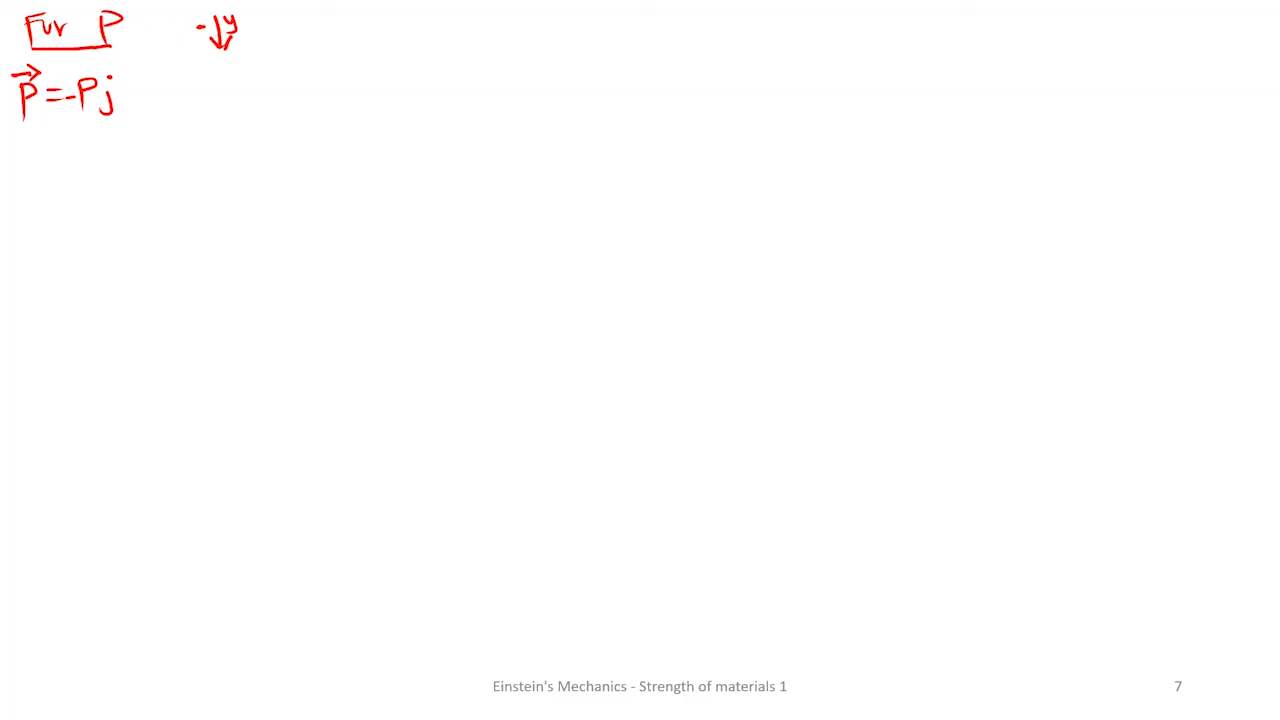 For P -↓y
P⃗ = -Pj
Einstein's Mechanics - Strength of materials 1
7